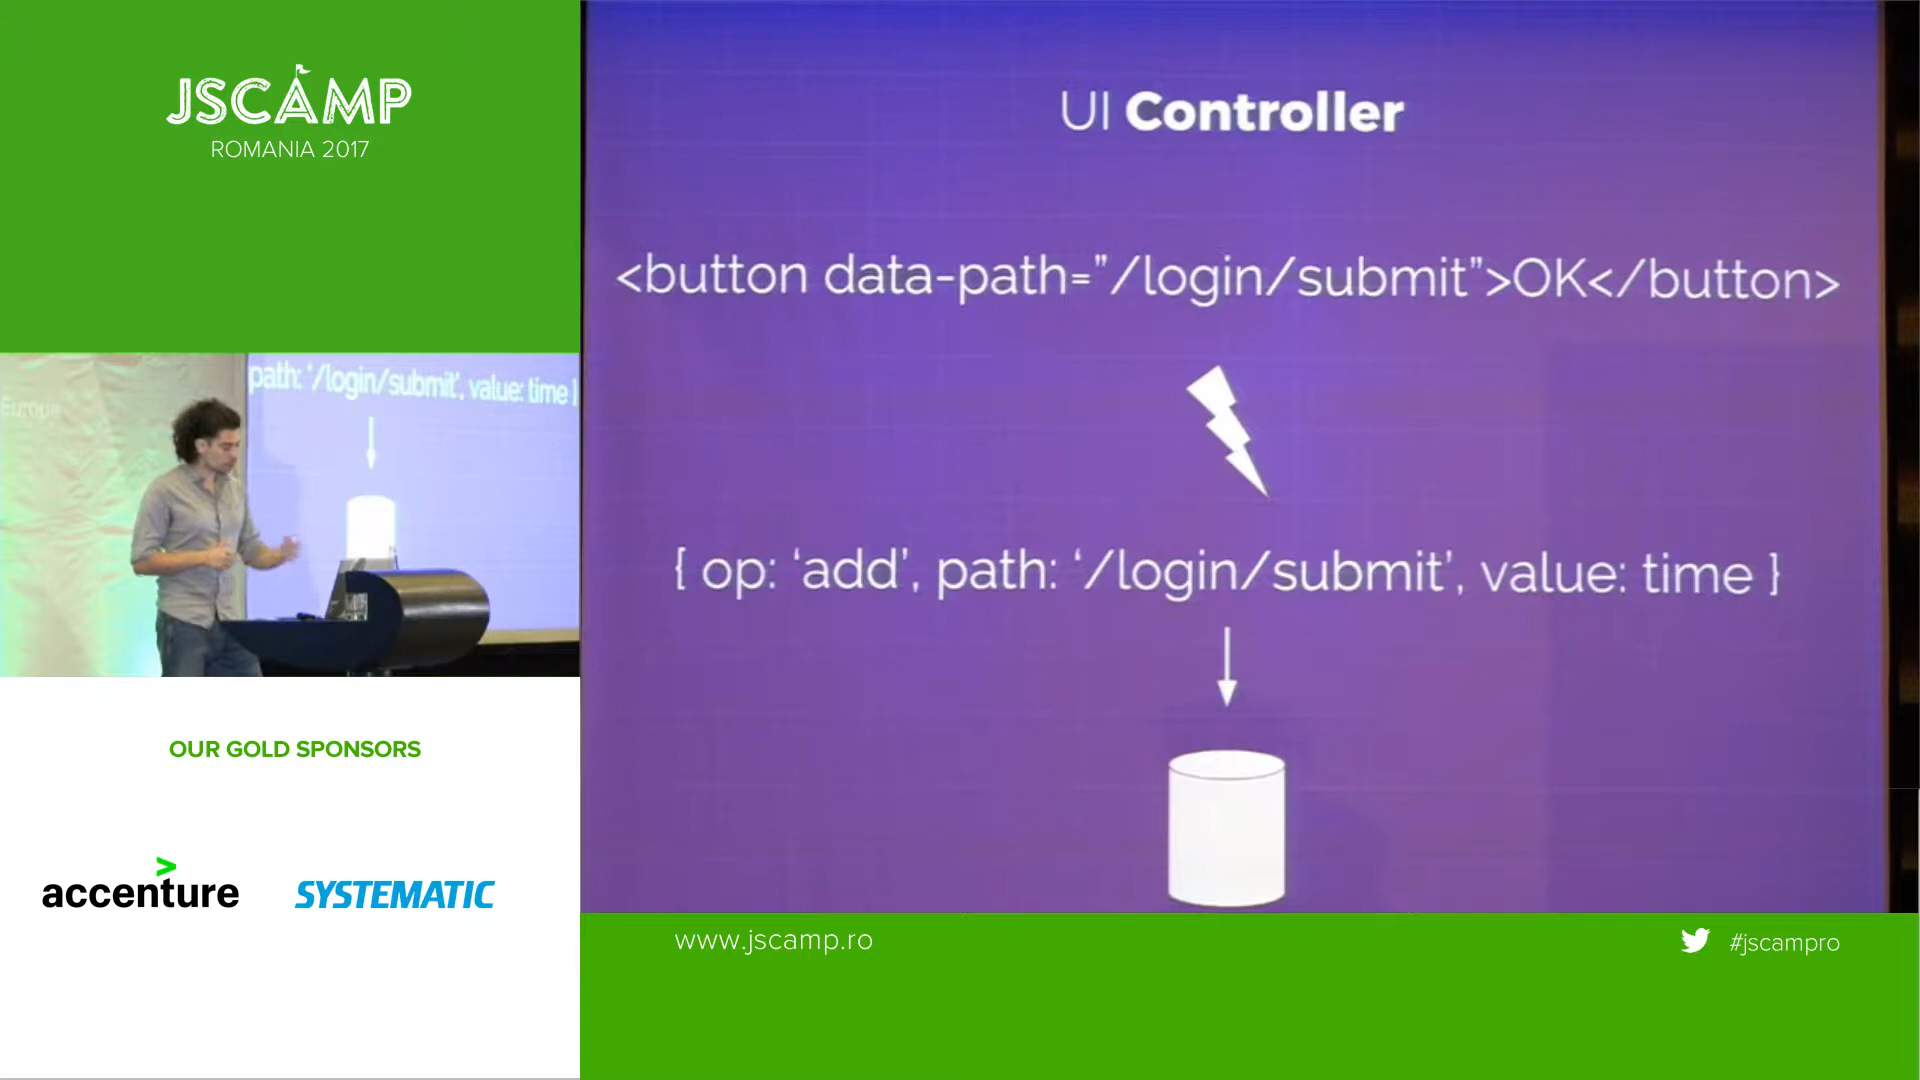 JSCAMP
ROMANIA 2017
UI Controller
<button data-path=”/login/submit”>OK</button>
{ op: ‘add’, path: ‘/login/submit’, value: time }
Europe
path: ‘/login/submit’, value: time }
OUR GOLD SPONSORS
accenture
SYSTEMATIC
www.jscamp.ro
#jscampro